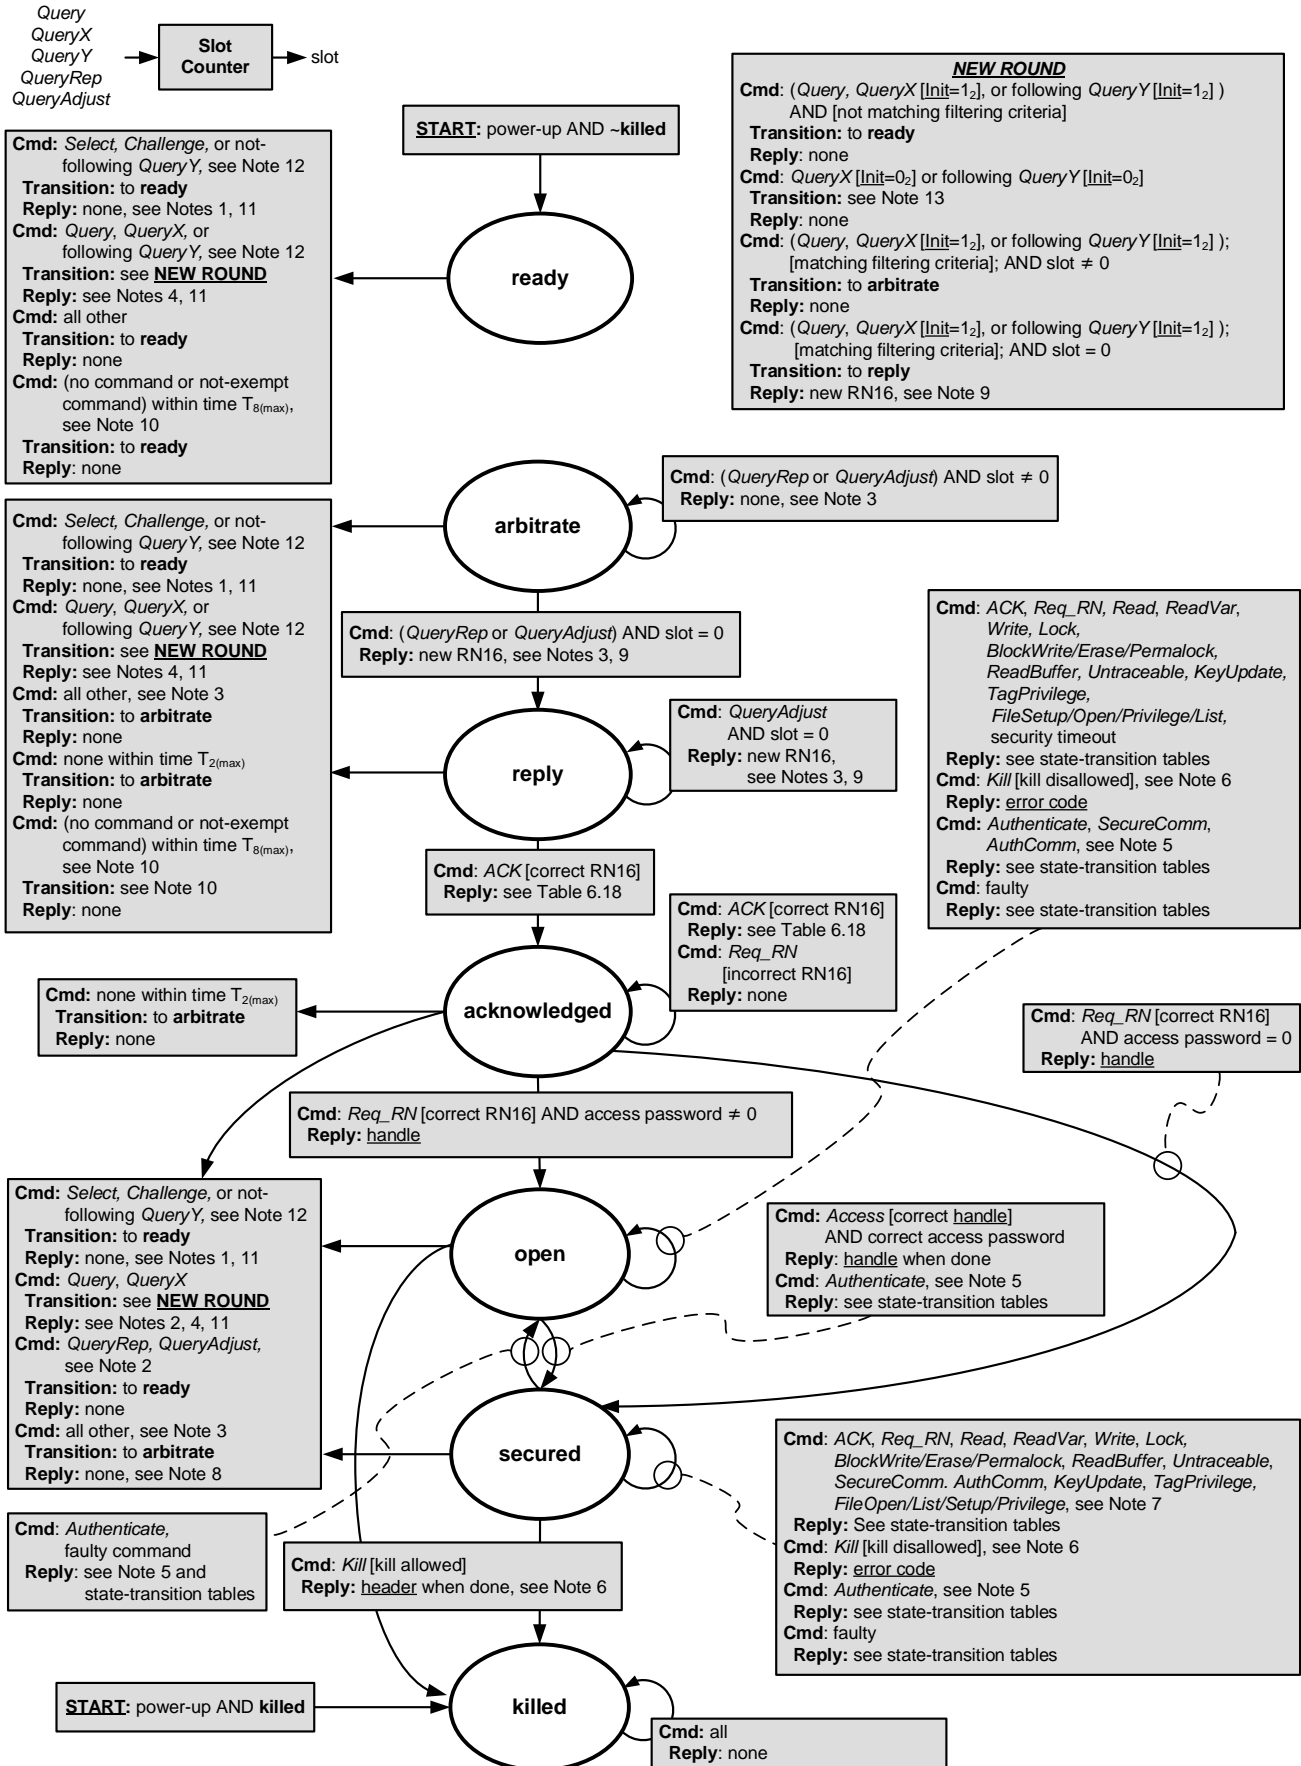 Query
QueryX
QueryY
QueryRep
QueryAdjust
Slot
Counter
slot
START: power-up AND ~killed
NEW ROUND
Cmd: (Query, QueryX [Init=1₂], or following QueryY [Init=1₂] )
AND [not matching filtering criteria]
Transition: to ready
Reply: none
Cmd: QueryX [Init=0₂] or following QueryY [Init=0₂]
Transition: see Note 13
Reply: none
Cmd: (Query, QueryX [Init=1₂], or following QueryY [Init=1₂] );
[matching filtering criteria]; AND slot ≠ 0
Transition: to arbitrate
Reply: none
Cmd: (Query, QueryX [Init=1₂], or following QueryY [Init=1₂] );
[matching filtering criteria]; AND slot = 0
Transition: to reply
Reply: new RN16, see Note 9
Cmd: Select, Challenge, or not-
following QueryY, see Note 12
Transition: to ready
Reply: none, see Notes 1, 11
Cmd: Query, QueryX, or
following QueryY, see Note 12
Transition: see NEW ROUND
Reply: see Notes 4, 11
Cmd: all other
Transition: to ready
Reply: none
Cmd: (no command or not-exempt
command) within time T8(max),
see Note 10
Transition: to ready
Reply: none
ready
Cmd: (QueryRep or QueryAdjust) AND slot ≠ 0
Reply: none, see Note 3
arbitrate
Cmd: Select, Challenge, or not-
following QueryY, see Note 12
Transition: to ready
Reply: none, see Notes 1, 11
Cmd: Query, QueryX, or
following QueryY, see Note 12
Transition: see NEW ROUND
Reply: see Notes 4, 11
Cmd: all other, see Note 3
Transition: to arbitrate
Reply: none
Cmd: none within time T2(max)
Transition: to arbitrate
Reply: none
Cmd: (no command or not-exempt
command) within time T8(max),
see Note 10
Transition: see Note 10
Reply: none
Cmd: (QueryRep or QueryAdjust) AND slot = 0
Reply: new RN16, see Notes 3, 9
Cmd: ACK, Req_RN, Read, ReadVar,
Write, Lock,
BlockWrite/Erase/Permalock,
ReadBuffer, Untraceable, KeyUpdate,
TagPrivilege,
FileSetup/Open/Privilege/List,
security timeout
Reply: see state-transition tables
Cmd: Kill [kill disallowed], see Note 6
Reply: error code
Cmd: Authenticate, SecureComm,
AuthComm, see Note 5
Reply: see state-transition tables
Cmd: faulty
Reply: see state-transition tables
Cmd: QueryAdjust
AND slot = 0
Reply: new RN16,
see Notes 3, 9
reply
Cmd: ACK [correct RN16]
Reply: see Table 6.18
Cmd: ACK [correct RN16]
Reply: see Table 6.18
Cmd: Req_RN
[incorrect RN16]
Reply: none
Cmd: none within time T2(max)
Transition: to arbitrate
Reply: none
acknowledged
Cmd: Req_RN [correct RN16]
AND access password = 0
Reply: handle
Cmd: Req_RN [correct RN16] AND access password ≠ 0
Reply: handle
Cmd: Select, Challenge, or not-
following QueryY, see Note 12
Transition: to ready
Reply: none, see Notes 1, 11
Cmd: Query, QueryX
Transition: see NEW ROUND
Reply: see Notes 2, 4, 11
Cmd: QueryRep, QueryAdjust,
see Note 2
Transition: to ready
Reply: none
Cmd: all other, see Note 3
Transition: to arbitrate
Reply: none, see Note 8
open
Cmd: Access [correct handle]
AND correct access password
Reply: handle when done
Cmd: Authenticate, see Note 5
Reply: see state-transition tables
secured
Cmd: ACK, Req_RN, Read, ReadVar, Write, Lock,
BlockWrite/Erase/Permalock, ReadBuffer, Untraceable,
SecureComm. AuthComm, KeyUpdate, TagPrivilege,
FileOpen/List/Setup/Privilege, see Note 7
Reply: See state-transition tables
Cmd: Kill [kill disallowed], see Note 6
Reply: error code
Cmd: Authenticate, see Note 5
Reply: see state-transition tables
Cmd: faulty
Reply: see state-transition tables
Cmd: Authenticate,
faulty command
Reply: see Note 5 and
state-transition tables
Cmd: Kill [kill allowed]
Reply: header when done, see Note 6
START: power-up AND killed
killed
Cmd: all
Reply: none